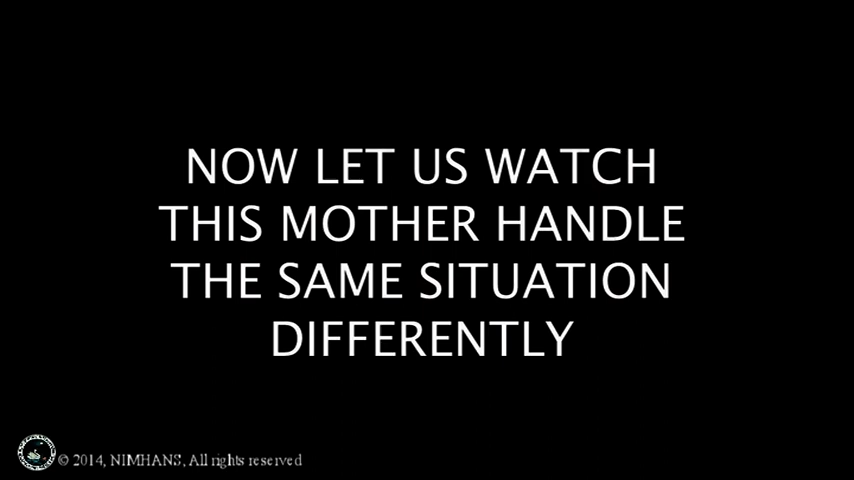 NOW LET US WATCH
THIS MOTHER HANDLE
THE SAME SITUATION
DIFFERENTLY
© 2014, NIMHANS, All rights reserved